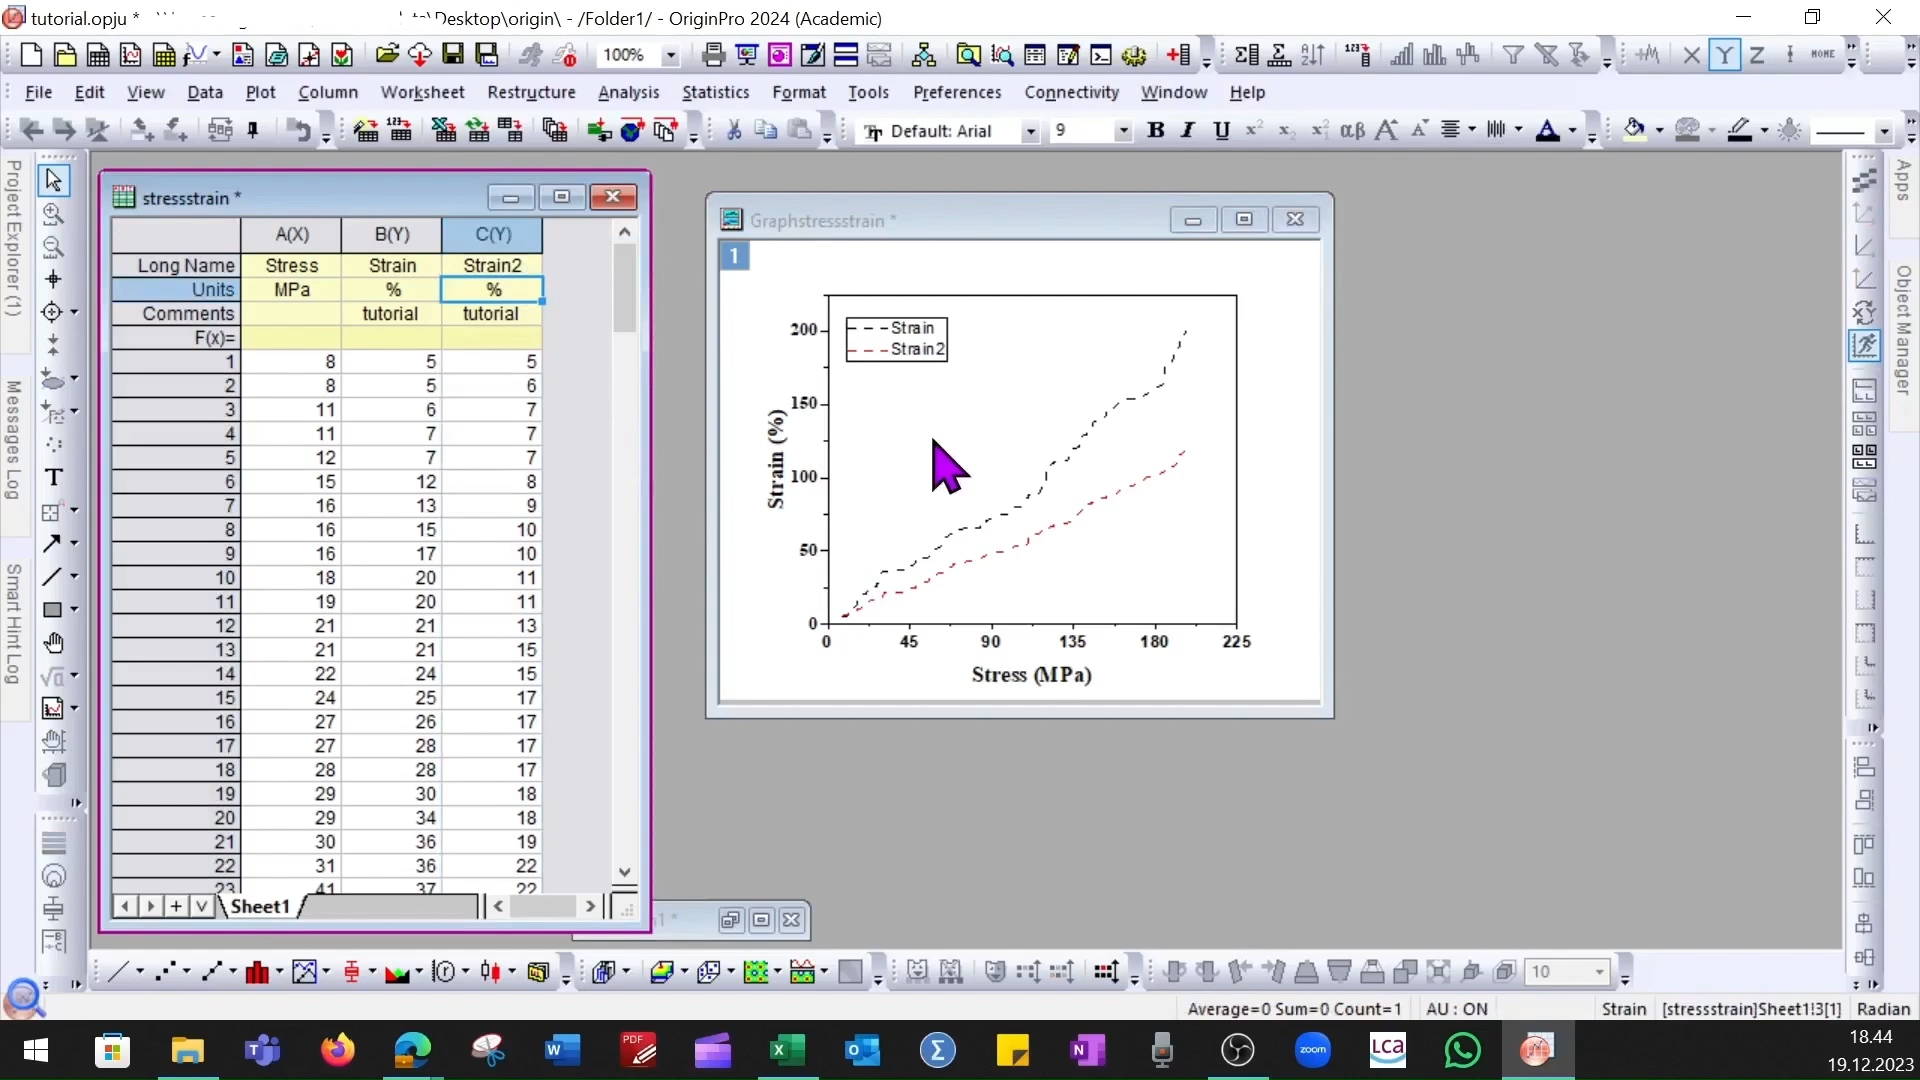 tutorial.opju *
Desktop\origin\ - /Folder1/ - OriginPro 2024 (Academic)
100%
File Edit View Data Plot Column Worksheet Restructure Analysis Statistics Format Tools Preferences Connectivity Window Help
Default: Arial 9 B I U
Project Explorer (1)
Messages Log
Smart Hint Log
Apps
Object Manager
stressstrain *
A(X) B(Y) C(Y)
Long Name Stress Strain Strain2
Units MPa % %
Comments tutorial tutorial
F(x)=
1 8 5 5
2 8 5 6
3 11 6 7
4 11 7 7
5 12 7 7
6 15 12 8
7 16 13 9
8 16 15 10
9 16 17 10
10 18 20 11
11 19 20 11
12 21 21 13
13 21 21 15
14 22 24 15
15 24 25 17
16 27 26 17
17 27 28 17
18 28 28 17
19 29 30 18
20 29 34 18
21 30 36 19
22 31 36 22
23 41 37 22
Sheet1
Graphstressstrain *
1
Strain
Strain2
200
150
100
50
0
Strain (%)
0 45 90 135 180 225
Stress (MPa)
10
Average=0 Sum=0 Count=1 AU : ON Strain [stressstrain]Sheet1!3[1] Radian
PDF
zoom
LCA
18.44
19.12.2023